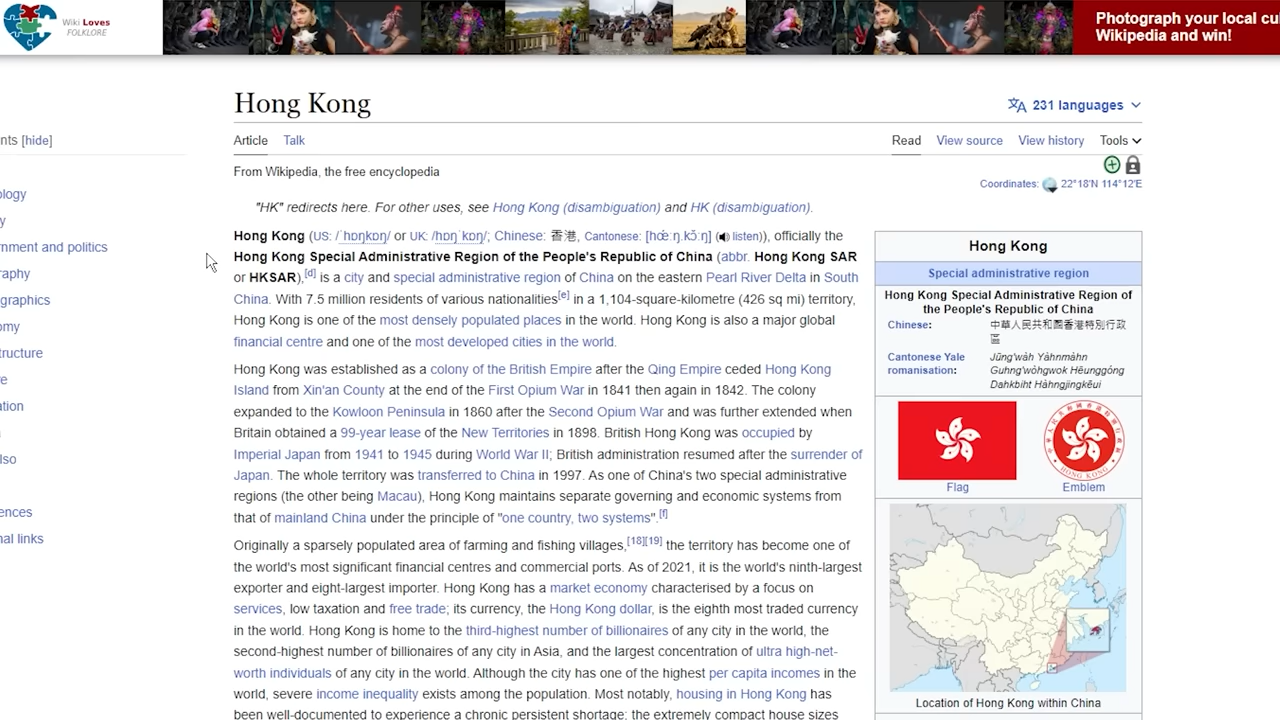 Wiki Loves
FOLKLORE
Photograph your local cu
Wikipedia and win!
Hong Kong
231 languages
nts [hide]
Article Talk
Read View source View history Tools
From Wikipedia, the free encyclopedia
Coordinates: 22°18′N 114°12′E
ology
y
rnment and politics
raphy
graphics
omy
tructure
re
ation
lso
ences
nal links
"HK" redirects here. For other uses, see Hong Kong (disambiguation) and HK (disambiguation).
Hong Kong (US: /ˈhɒŋkɒŋ/ or UK: /hɒŋˈkɒŋ/; Chinese: 香港, Cantonese: [hœ́ːŋ.kɔ̌ːŋ] (listen)), officially the
Hong Kong Special Administrative Region of the People's Republic of China (abbr. Hong Kong SAR
or HKSAR),[d] is a city and special administrative region of China on the eastern Pearl River Delta in South
China. With 7.5 million residents of various nationalities[e] in a 1,104-square-kilometre (426 sq mi) territory,
Hong Kong is one of the most densely populated places in the world. Hong Kong is also a major global
financial centre and one of the most developed cities in the world.
Hong Kong was established as a colony of the British Empire after the Qing Empire ceded Hong Kong
Island from Xin'an County at the end of the First Opium War in 1841 then again in 1842. The colony
expanded to the Kowloon Peninsula in 1860 after the Second Opium War and was further extended when
Britain obtained a 99-year lease of the New Territories in 1898. British Hong Kong was occupied by
Imperial Japan from 1941 to 1945 during World War II; British administration resumed after the surrender of
Japan. The whole territory was transferred to China in 1997. As one of China's two special administrative
regions (the other being Macau), Hong Kong maintains separate governing and economic systems from
that of mainland China under the principle of "one country, two systems".[f]
Originally a sparsely populated area of farming and fishing villages,[18][19] the territory has become one of
the world's most significant financial centres and commercial ports. As of 2021, it is the world's ninth-largest
exporter and eight-largest importer. Hong Kong has a market economy characterised by a focus on
services, low taxation and free trade; its currency, the Hong Kong dollar, is the eighth most traded currency
in the world. Hong Kong is home to the third-highest number of billionaires of any city in the world, the
second-highest number of billionaires of any city in Asia, and the largest concentration of ultra high-net-
worth individuals of any city in the world. Although the city has one of the highest per capita incomes in the
world, severe income inequality exists among the population. Most notably, housing in Hong Kong has
been well-documented to experience a chronic persistent shortage; the extremely compact house sizes
Hong Kong
Special administrative region
Hong Kong Special Administrative Region of
the People's Republic of China
Chinese: 中華人民共和國香港特別行政
區
Cantonese Yale Jūng'wàh Yàhnmàhn
romanisation: Guhng'wòhgwok Hēunggóng
Dahkbiht Hàhngjingkēui
HONG KONG
Flag Emblem
Location of Hong Kong within China